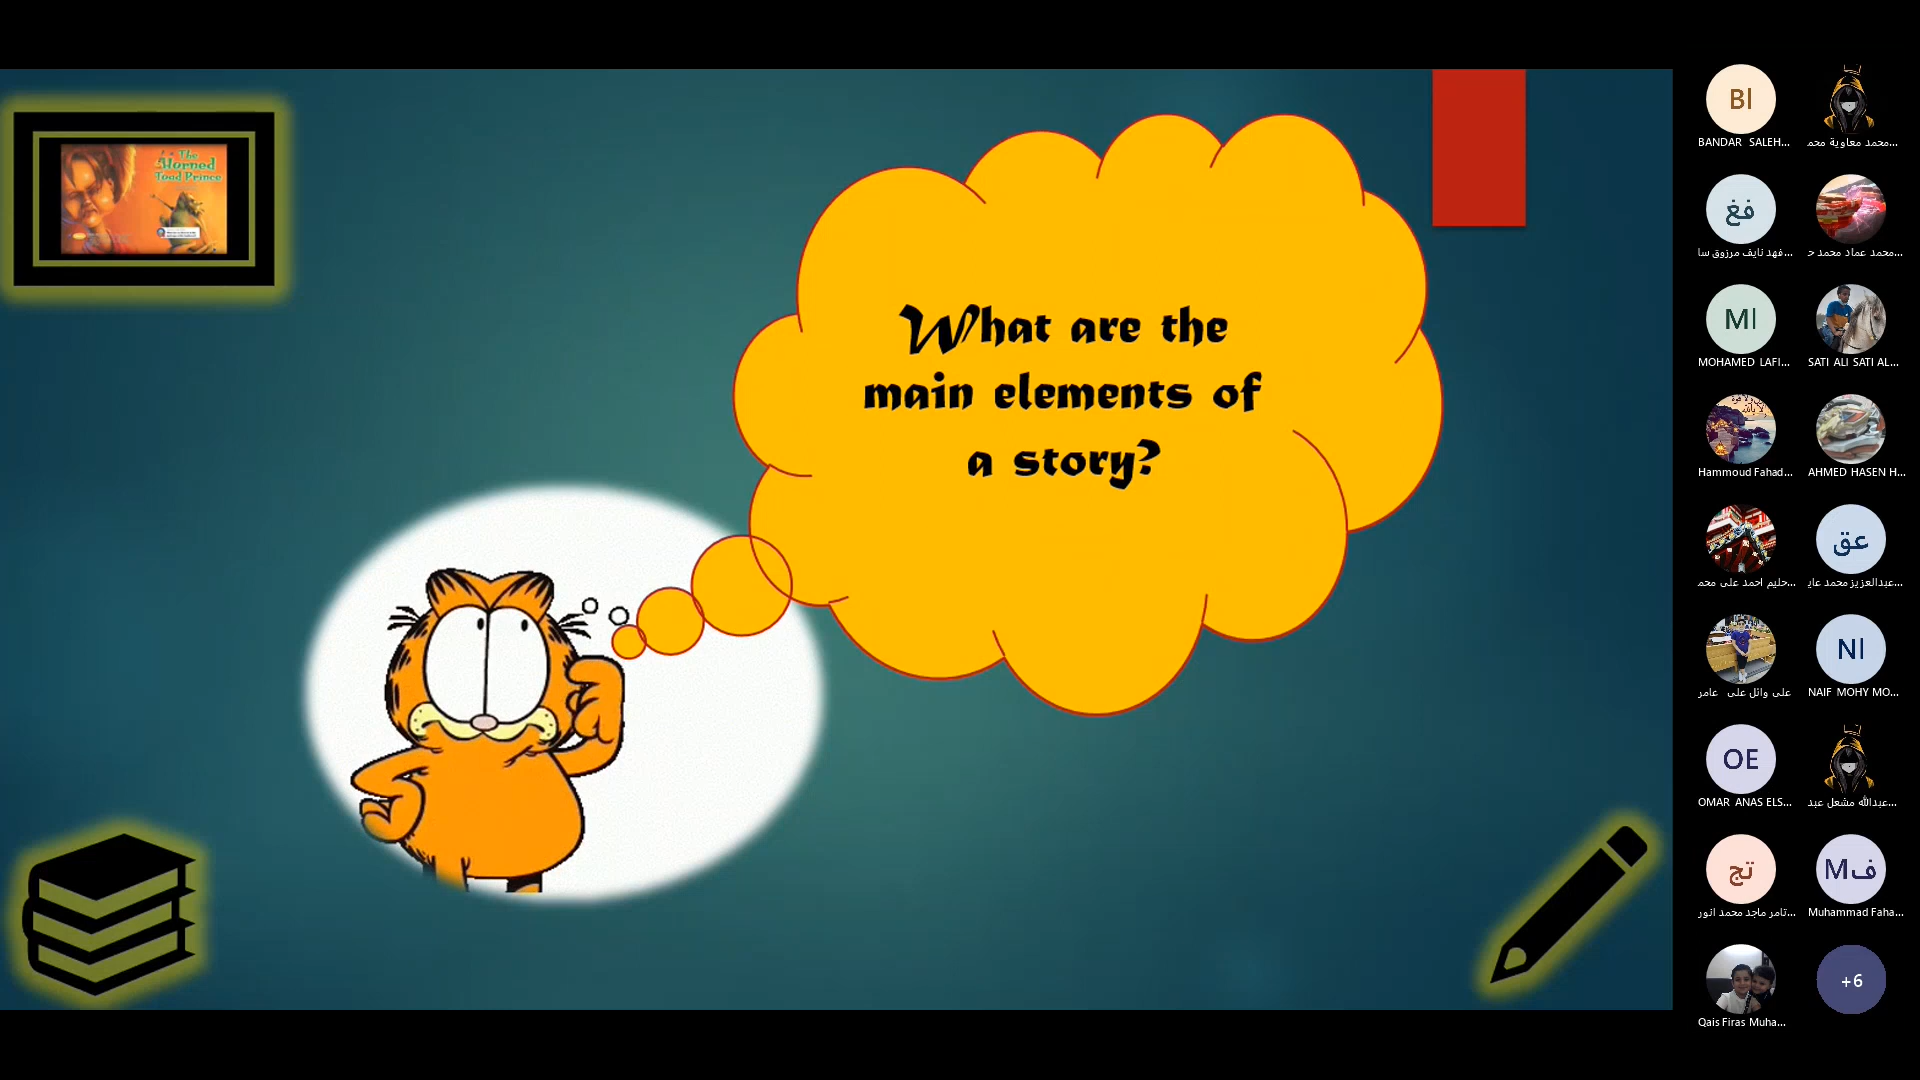 The
Horned
Toad Prince
What are the
main elements of
a story?
BI
BANDAR SALEH...
محمد معاوية محم...
فغ
فهد نايف مرزوق سا...
محمد عماد محمد ح...
MI
MOHAMED LAFI...
SATI ALI SATI AL...
Hammoud Fahad...
AHMED HASEN H...
حليم احمد على محم...
عق
عبدالعزيز محمد عاي...
على وائل على عامر
NI
NAIF MOHY MO...
OE
OMAR ANAS ELS...
عبدالله مشعل عبد...
تج
تامر ماجد محمد انور...
Mف
Muhammad Faha...
Qais Firas Muha...
+6